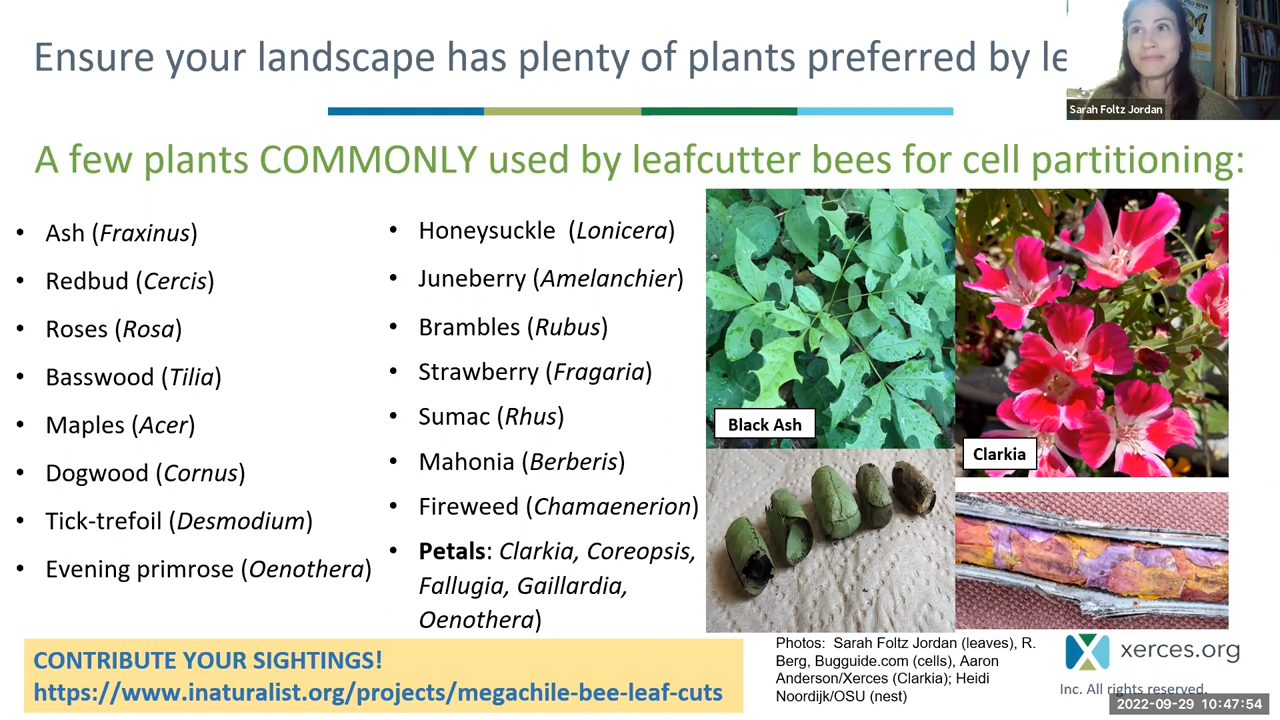 Ensure your landscape has plenty of plants preferred by le
Sarah Foltz Jordan
A few plants COMMONLY used by leafcutter bees for cell partitioning:
• Ash (Fraxinus)
• Redbud (Cercis)
• Roses (Rosa)
• Basswood (Tilia)
• Maples (Acer)
• Dogwood (Cornus)
• Tick-trefoil (Desmodium)
• Evening primrose (Oenothera)
• Honeysuckle (Lonicera)
• Juneberry (Amelanchier)
• Brambles (Rubus)
• Strawberry (Fragaria)
• Sumac (Rhus)
• Mahonia (Berberis)
• Fireweed (Chamaenerion)
• Petals: Clarkia, Coreopsis,
Fallugia, Gaillardia,
Oenothera)
Black Ash
Clarkia
CONTRIBUTE YOUR SIGHTINGS!
https://www.inaturalist.org/projects/megachile-bee-leaf-cuts
Photos: Sarah Foltz Jordan (leaves), R.
Berg, Bugguide.com (cells), Aaron
Anderson/Xerces (Clarkia); Heidi
Noordijk/OSU (nest)
xerces.org
Inc. All rights reserved.
2022-09-29 10:47:54